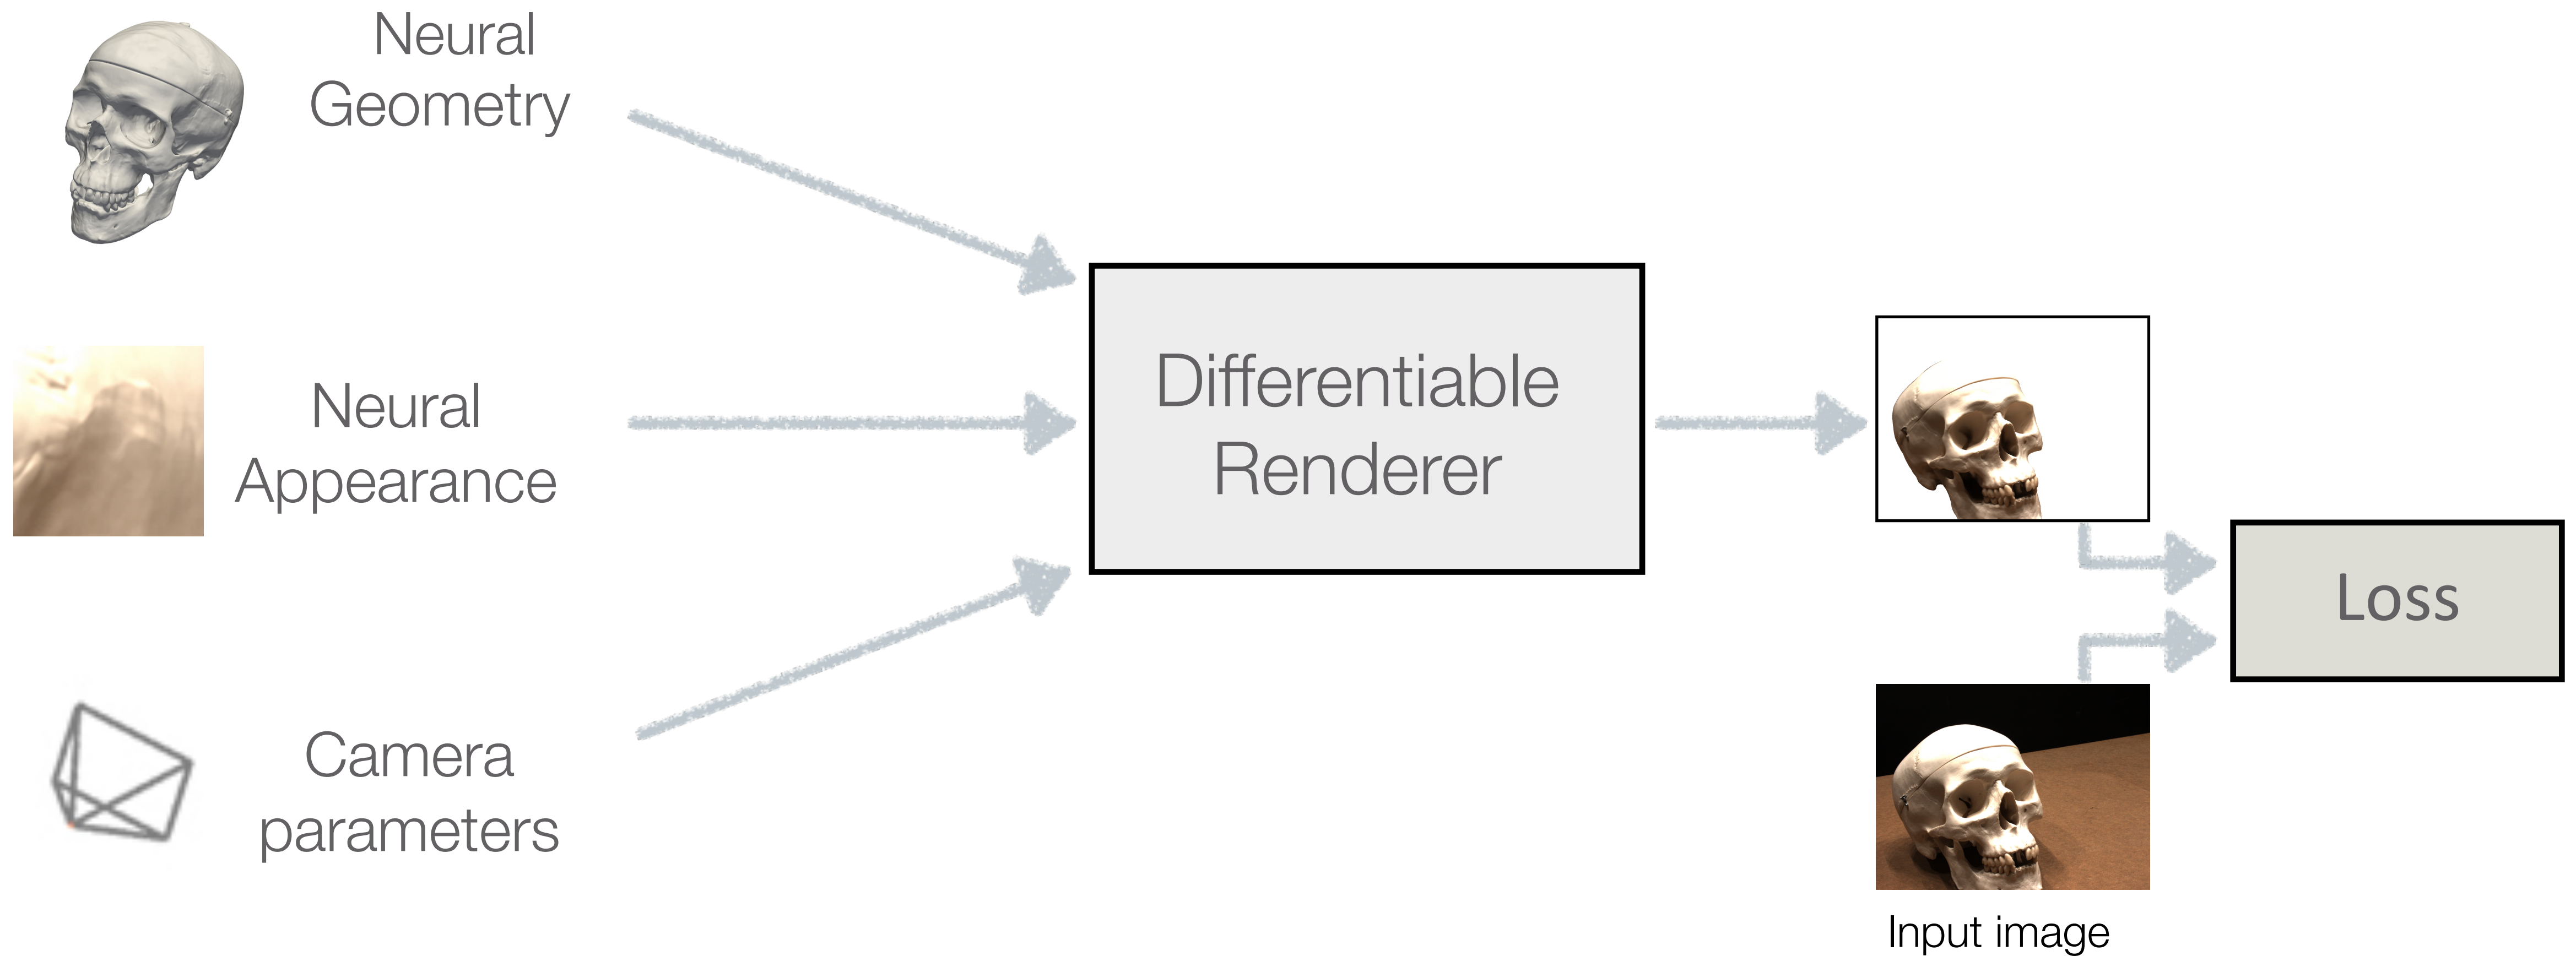 Neural
Geometry
Neural
Appearance
Camera
parameters
Differentiable
Renderer
Loss
Input image